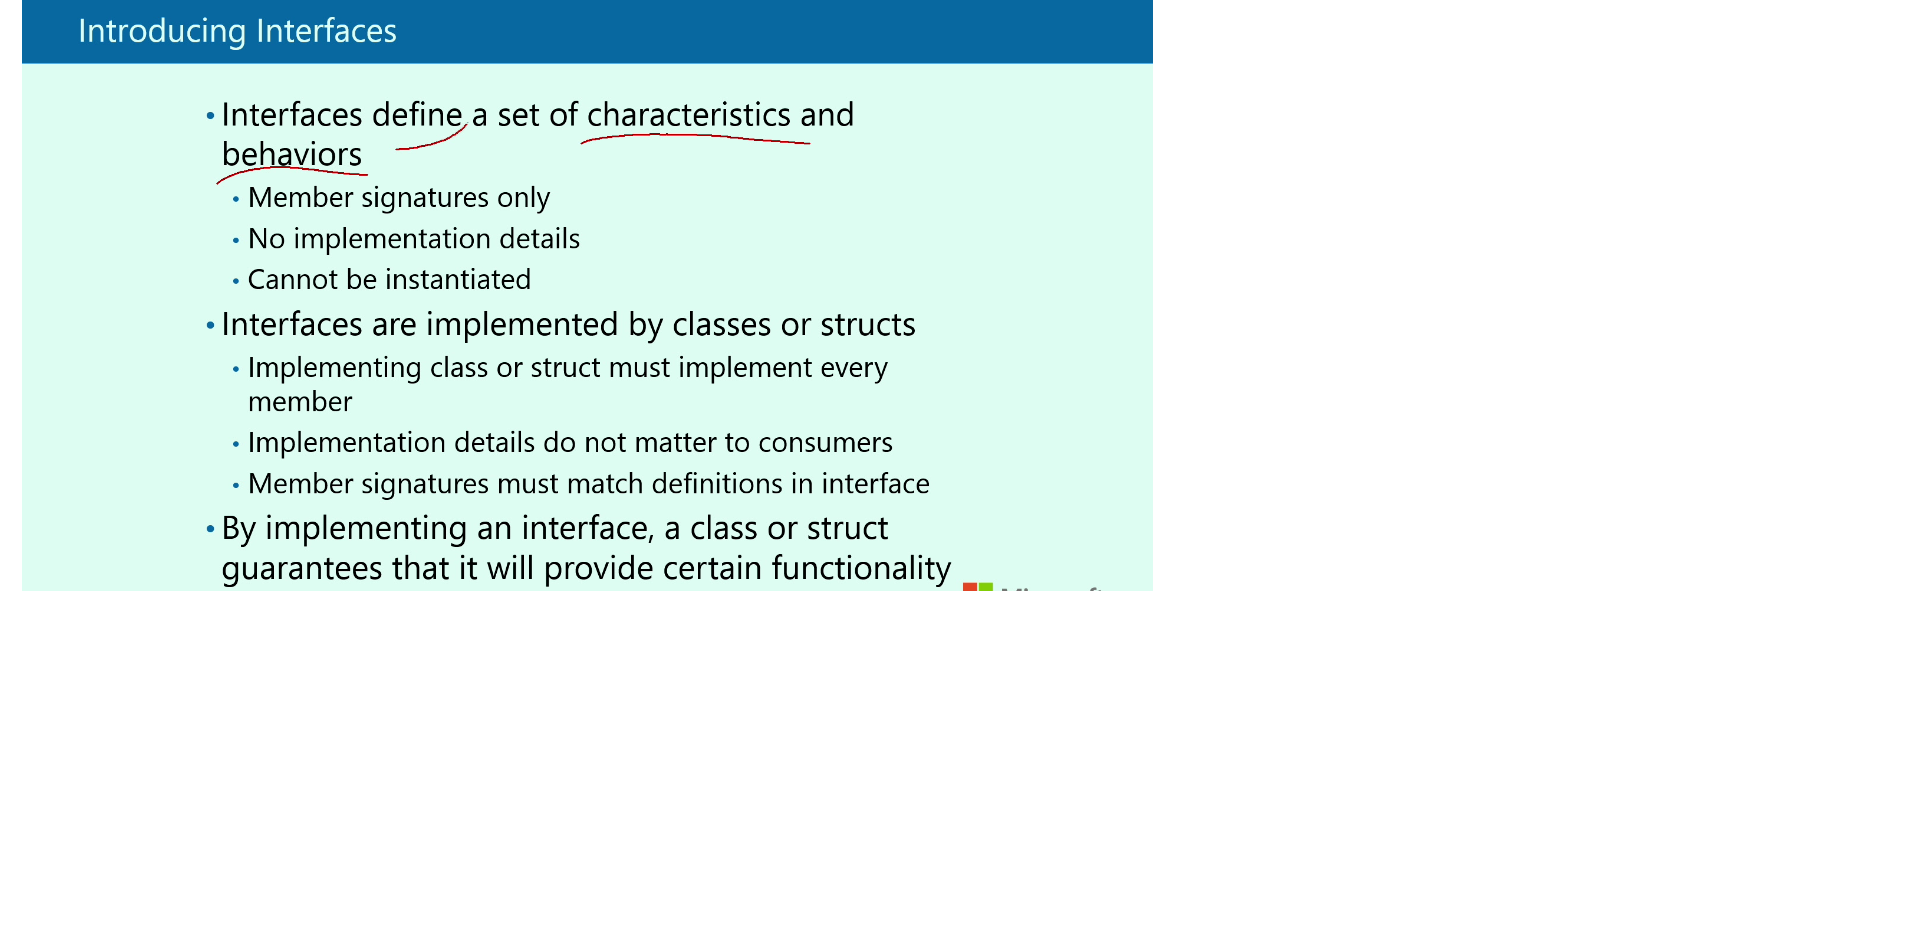 Introducing Interfaces
• Interfaces define a set of characteristics and
behaviors
• Member signatures only
• No implementation details
• Cannot be instantiated
• Interfaces are implemented by classes or structs
• Implementing class or struct must implement every
member
• Implementation details do not matter to consumers
• Member signatures must match definitions in interface
• By implementing an interface, a class or struct
guarantees that it will provide certain functionality